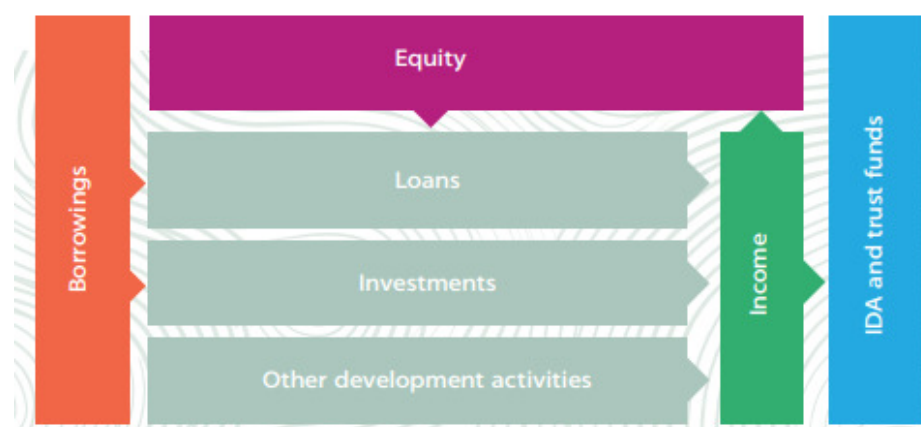 Equity
Borrowings
Loans
Investments
Other development activities
Income
IDA and trust funds